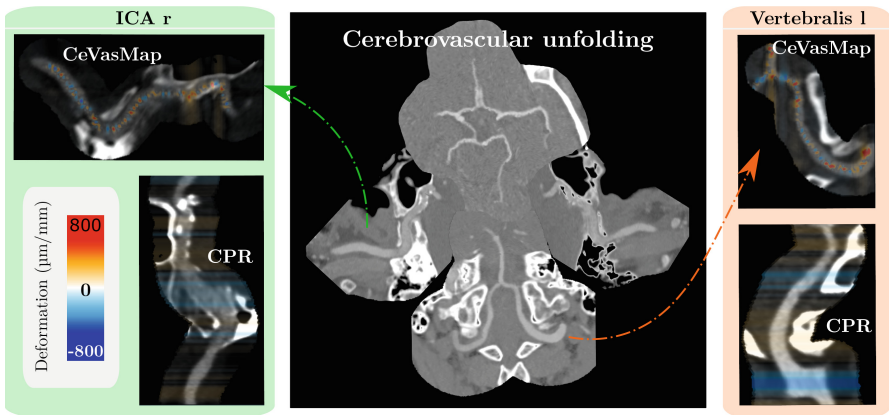 ICA r
CeVasMap
Deformation (µm/mm)
800
0
-800
CPR
Cerebrovascular unfolding
Vertebralis l
CeVasMap
CPR